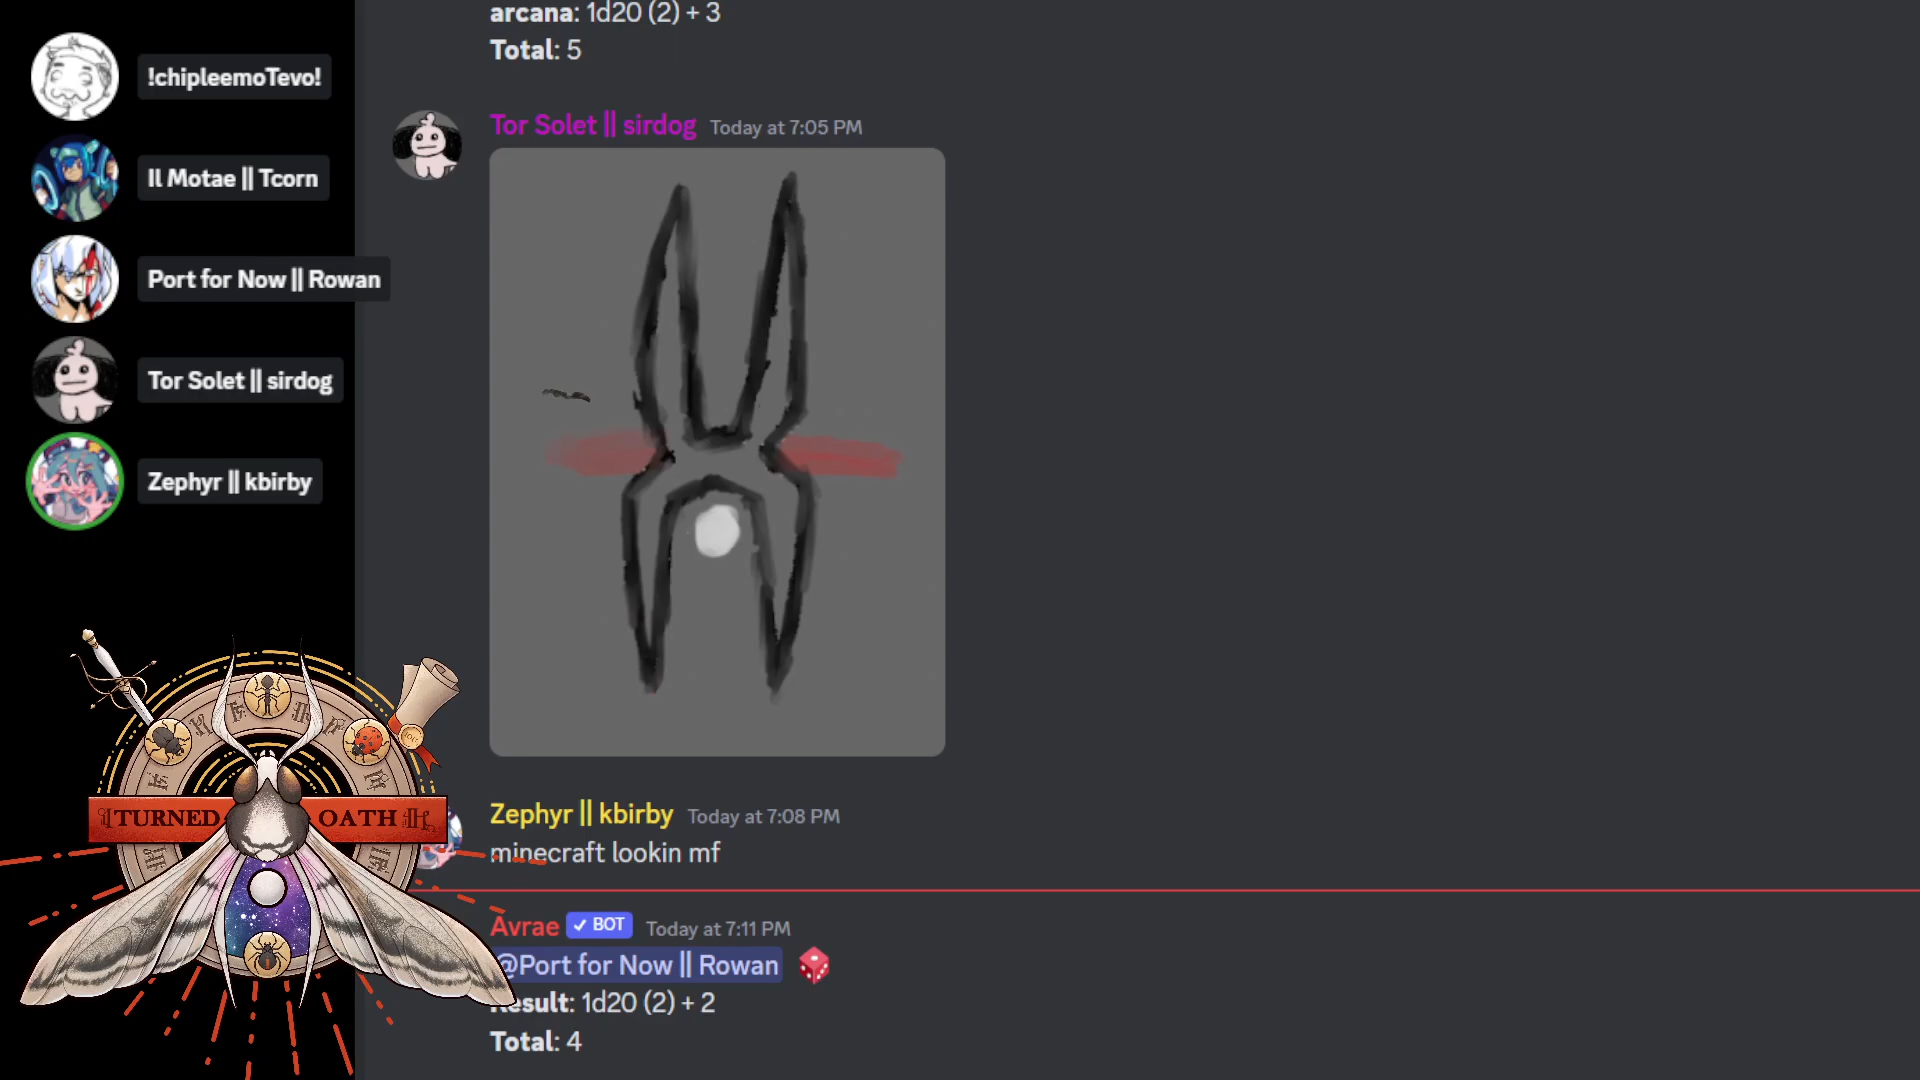 !chipleemoTevo!
Il Motae || Tcorn
Port for Now || Rowan
Tor Solet || sirdog
Zephyr || kbirby
TURNED OATH
arcana: 1d20 (2) + 3
Total: 5
Tor Solet || sirdog Today at 7:05 PM
Zephyr || kbirby Today at 7:08 PM
minecraft lookin mf
Avrae ✓ BOT Today at 7:11 PM
@Port for Now || Rowan
Result: 1d20 (2) + 2
Total: 4